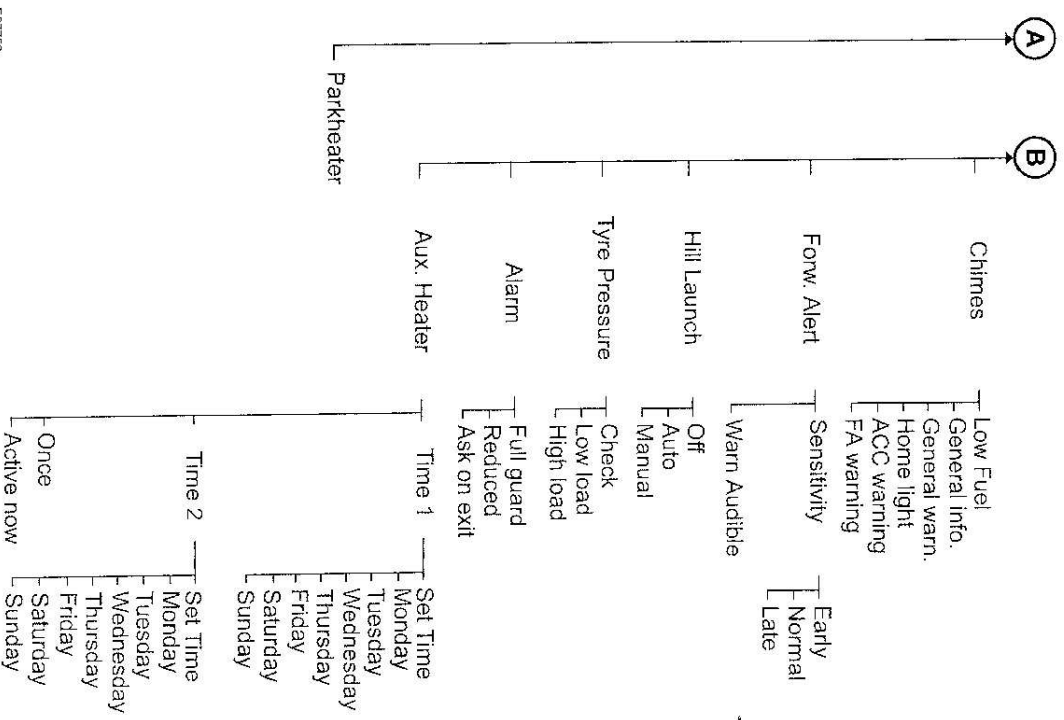 A
B
Chimes
Low Fuel
General info.
General warn.
Home light
ACC warning
FA warning
Forw. Alert
Sensitivity
Early
Normal
Late
Warn Audible
Hill Launch
Off
Auto
Manual
Tyre Pressure
Check
Low load
High load
Alarm
Full guard
Reduced
Ask on exit
Aux. Heater
Time 1
Set Time
Monday
Tuesday
Wednesday
Thursday
Friday
Saturday
Sunday
Time 2
Set Time
Monday
Tuesday
Wednesday
Thursday
Friday
Saturday
Sunday
Once
Active now
Parkheater